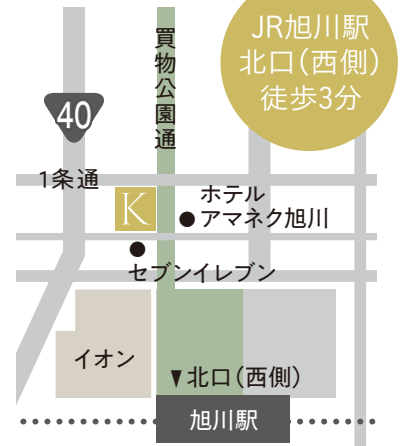 JR旭川駅
北口(西側)
徒歩3分
買物公園通
40
1条通
K
ホテル
●アマネク旭川
●
セブンイレブン
イオン
▼北口(西側)
旭川駅